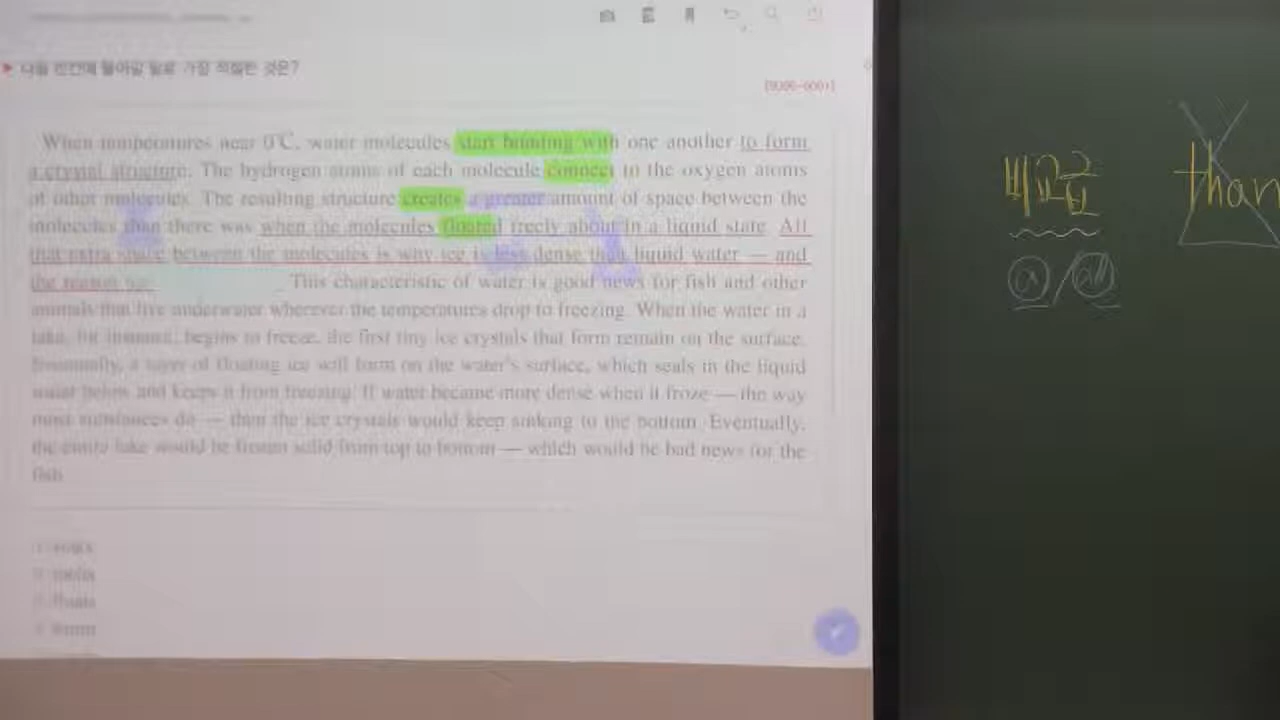 ▶ 다음 빈칸에 들어갈 말로 가장 적절한 것은?
When temperatures near 0℃, water molecules start bonding with one another to form
a crystal structure. The hydrogen atoms of each molecule connect to the oxygen atoms
of other molecules. The resulting structure creates a greater amount of space between the
molecules than there was when the molecules floated freely about in a liquid state. All
that extra space between the molecules is why ice is less dense than liquid water — and
the reason ice
This characteristic of water is good news for fish and other
animals that live underwater wherever the temperatures drop to freezing. When the water in a
lake, for instance, begins to freeze, the first tiny ice crystals that form remain on the surface.
Eventually, a layer of floating ice will form on the water's surface, which seals in the liquid
water below and keeps it from freezing. If water became more dense when it froze — the way
most substances do — then the ice crystals would keep sinking to the bottom. Eventually,
the entire lake would be frozen solid from top to bottom — which would be bad news for the
fish.
melts
floats
비교급
than